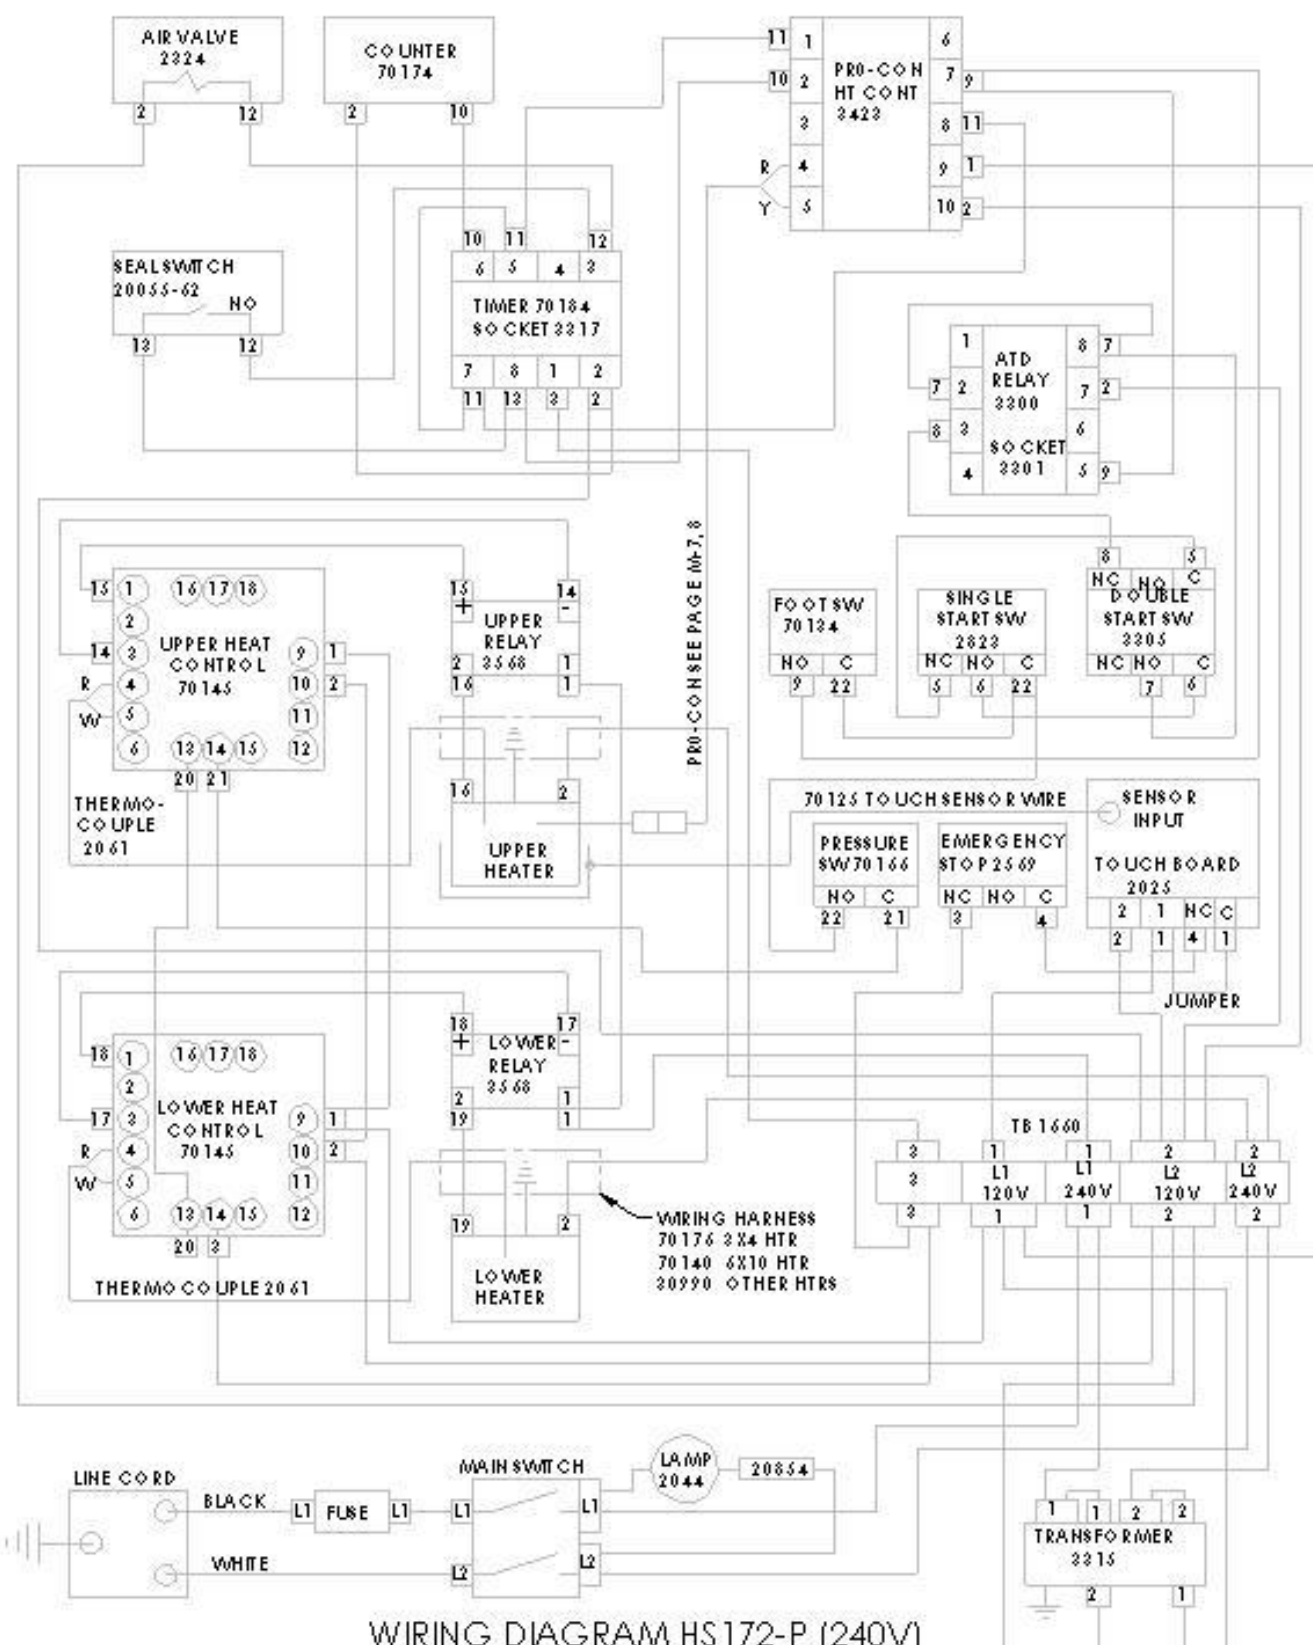 AIR VALVE
2324
2
12
COUNTER
70174
2
10
11
10
1
2
3
4
5
R
Y
PRO-CON
HT CONT
3423
6
7
8
9
10
9
11
1
2
SEAL SWITCH
20055-62
NO
13
12
10
11
12
6
5
4
3
TIMER 70184
SOCKET 3317
7
8
1
2
11
13
3
2
1
2
3
4
7
8
ATD
RELAY
3300
SOCKET
3301
8
7
6
5
7
2
9
PRO-CON SEE PAGE M-7,8
15
14
R
W
1
2
3
4
5
6
16
17
18
UPPER HEAT
CONTROL
70145
9
10
11
12
1
2
13
14
15
20
21
THERMO-
COUPLE
2061
15
14
+
-
UPPER
RELAY
3568
2
1
16
1
16
2
UPPER
HEATER
FOOT SW
70134
NO
C
9
22
SINGLE
START SW
2823
NC
NO
C
5
6
22
8
5
NC
NO
C
DOUBLE
START SW
3305
NC
NO
C
7
6
70125 TOUCH SENSOR WIRE
SENSOR
INPUT
TOUCH BOARD
2025
2
1
NC
C
2
1
4
1
JUMPER
PRESSURE
SW 70166
NO
C
22
21
EMERGENCY
STOP 2569
NC
NO
C
3
4
18
17
R
W
1
2
3
4
5
6
16
17
18
LOWER HEAT
CONTROL
70145
9
10
11
12
1
2
13
14
15
20
3
THERMOCOUPLE 2061
18
17
+
-
LOWER
RELAY
3568
2
1
19
1
19
2
LOWER
HEATER
WIRING HARNESS
70176 3X4 HTR
70140 6X10 HTR
30990 OTHER HTRS
TB 1660
3
1
1
2
2
3
L1
120V
L1
240V
L2
120V
L2
240V
3
1
1
2
2
LINE CORD
BLACK
WHITE
L1
FUSE
L1
MAIN SWITCH
L1
L2
L1
L2
LAMP
2044
20854
1
1
2
2
TRANSFORMER
3315
2
1
WIRING DIAGRAM HS172-P (240V)